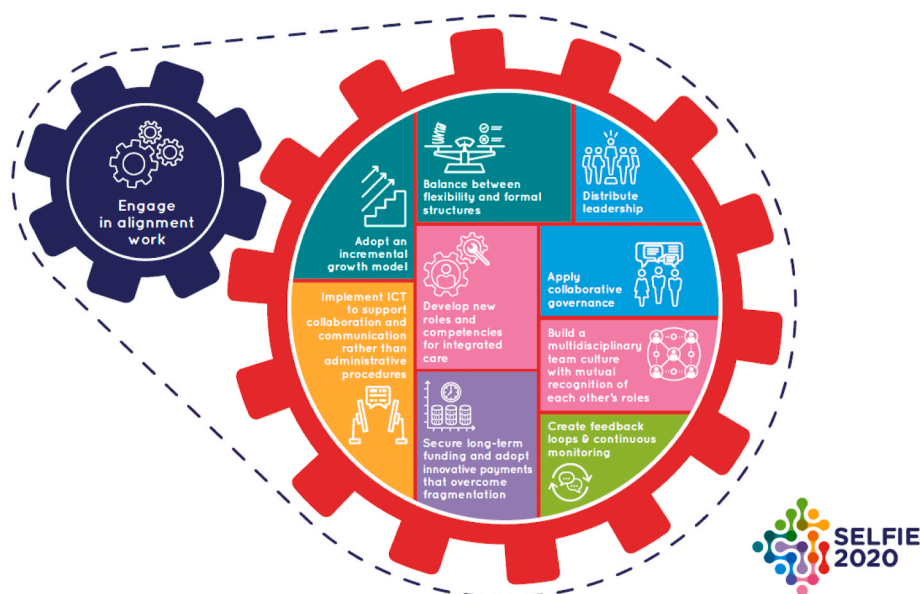 Engage
in alignment
work
Balance between
flexibility and formal
structures
Distribute
leadership
Adopt an
incremental
growth model
Apply
collaborative
governance
Implement ICT
to support
collaboration and
communication
rather than
administrative
procedures
Develop new
roles and
competencies
for integrated
care
Build a
multidisciplinary
team culture
with mutual
recognition of
each other's roles
Secure long-term
funding and adopt
innovative payments
that overcome
fragmentation
Create feedback
loops & continuous
monitoring
SELFIE
2020